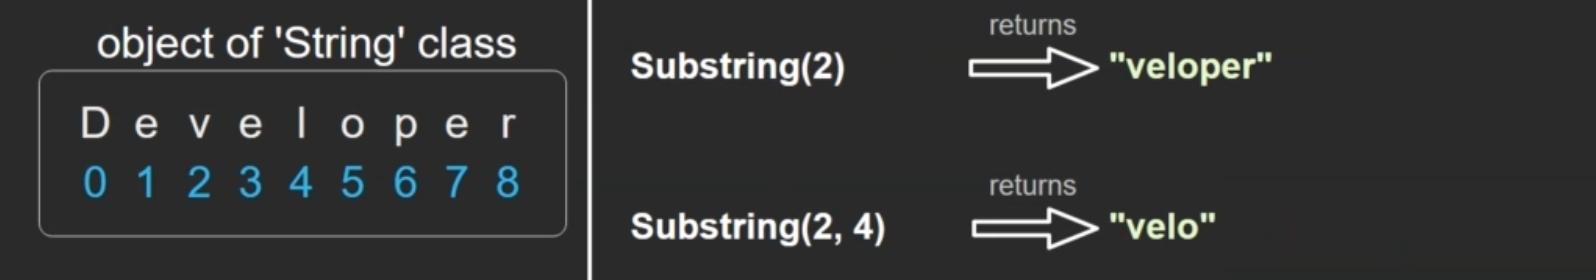 object of 'String' class
D e v e l o p e r
0 1 2 3 4 5 6 7 8
returns
Substring(2)
"veloper"
returns
Substring(2, 4)
"velo"